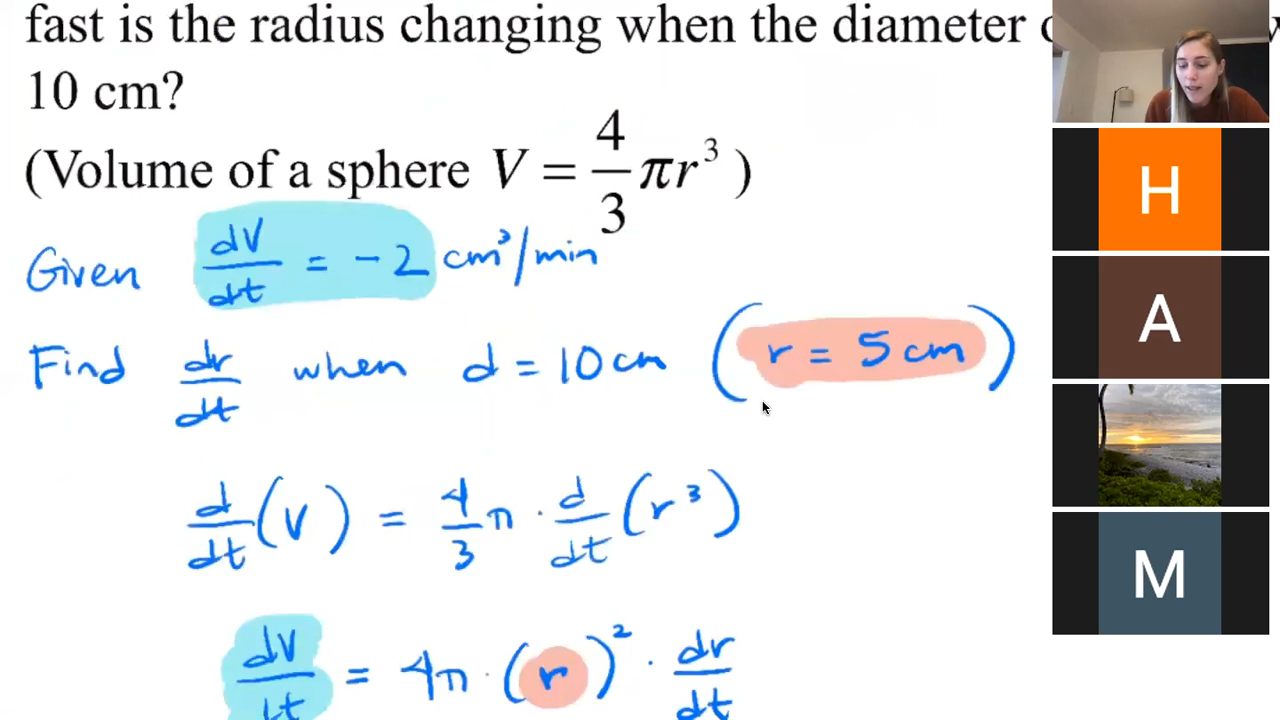 fast is the radius changing when the diameter
10 cm?
(Volume of a sphere V = 4/3 πr³ )
Given dV/dt = -2 cm³/min
Find dr/dt when d = 10 cm (r = 5 cm)
d/dt (V) = 4/3 π · d/dt (r³)
dV/dt = 4π · (r)² · dr/dt
H
A
M